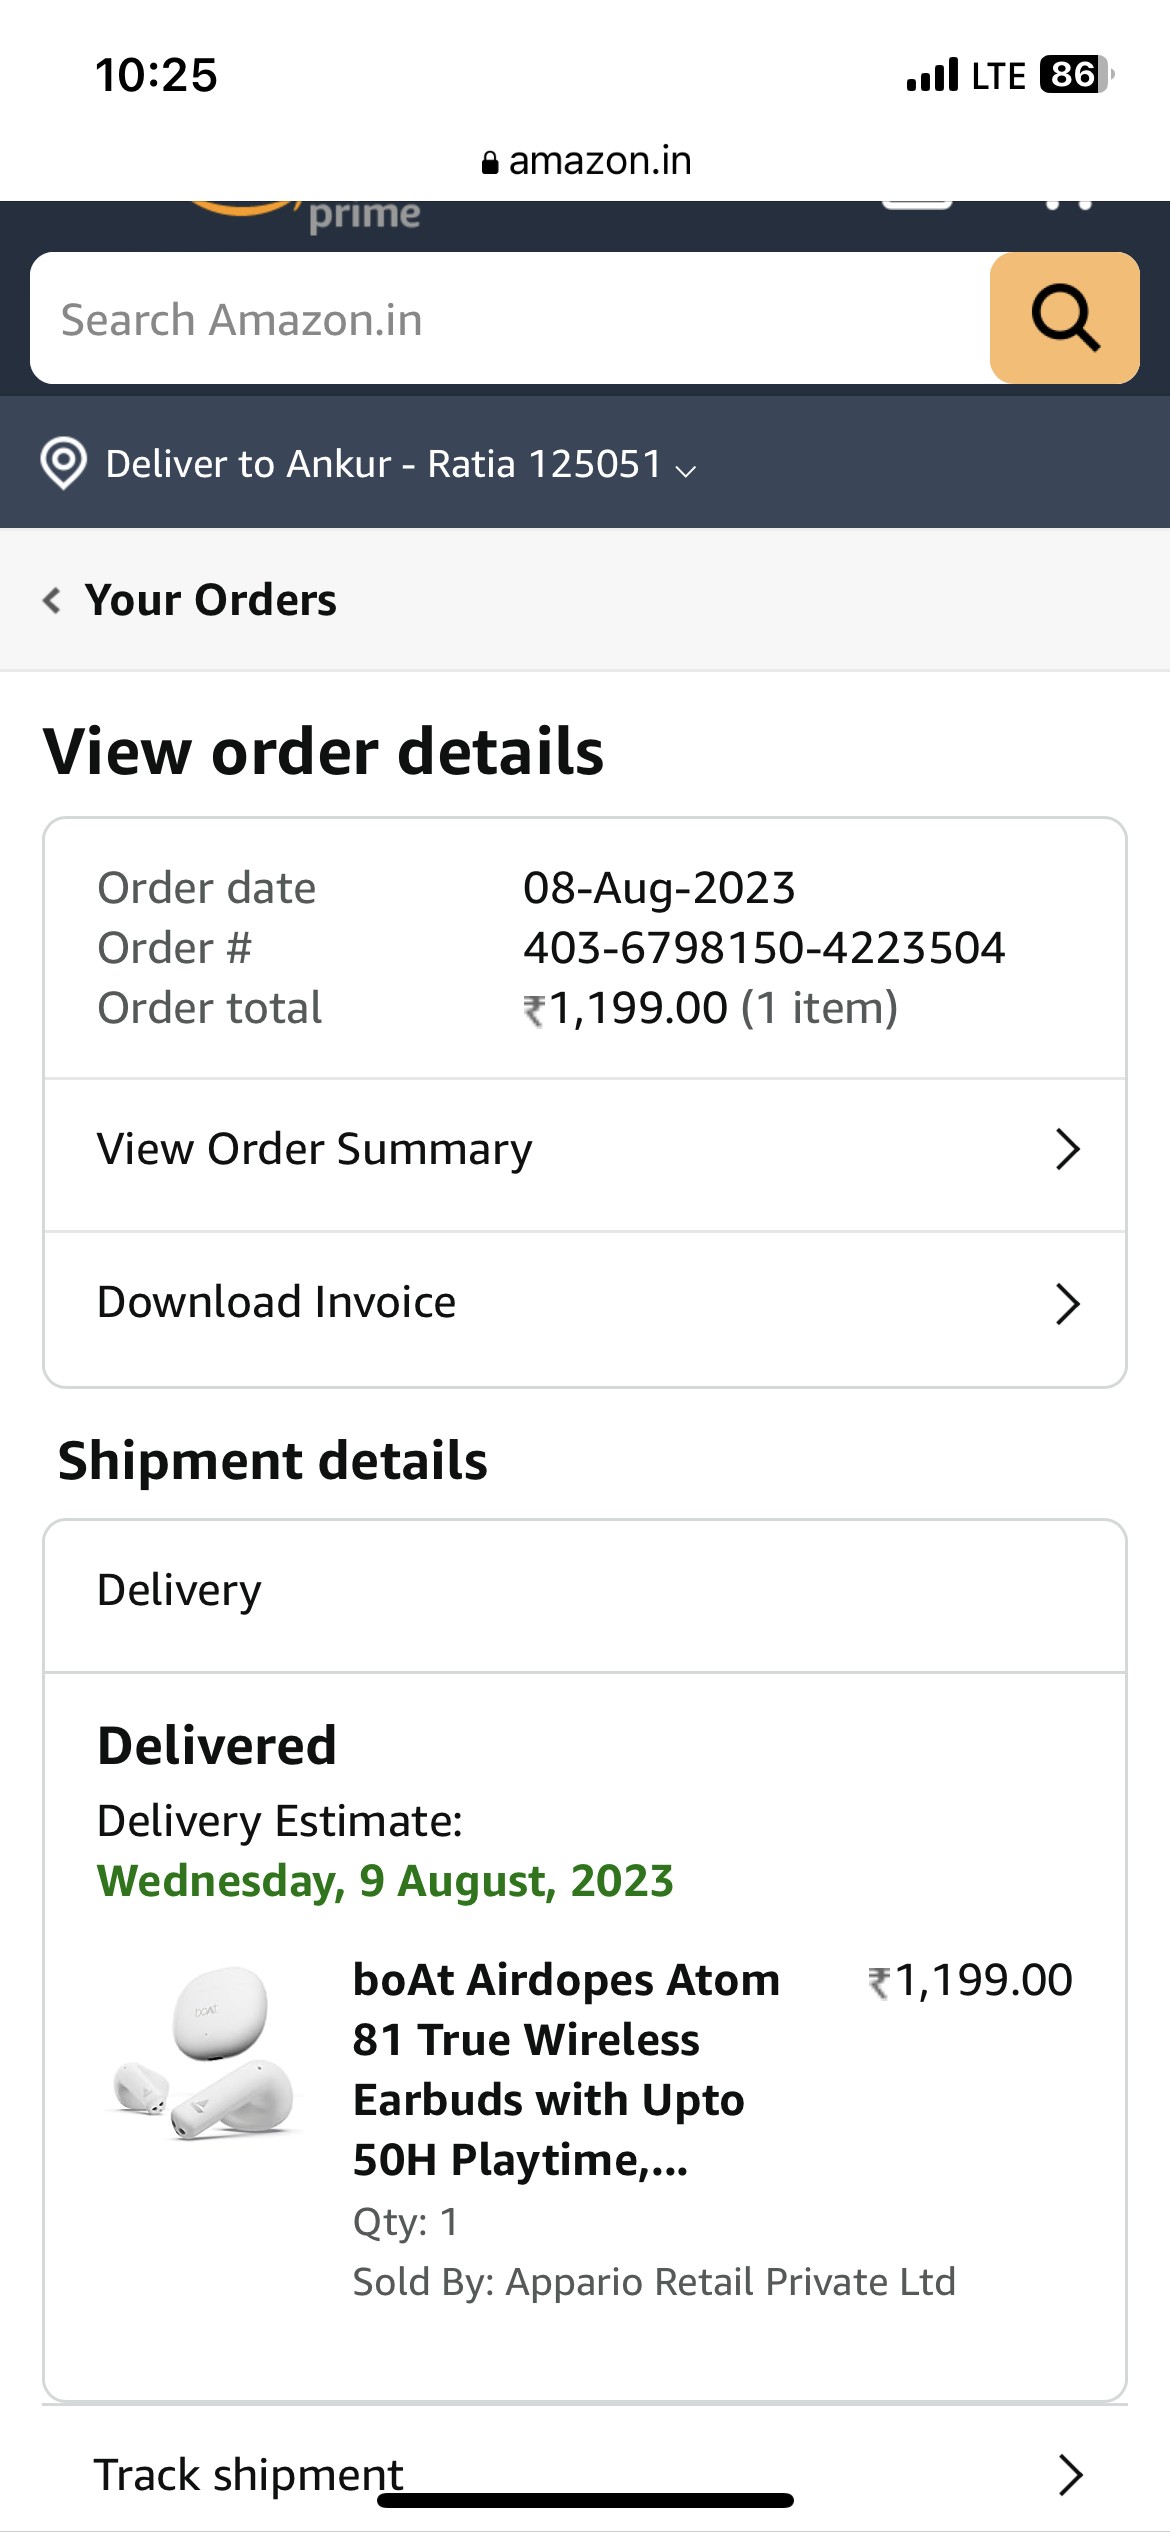 10:25
LTE 86
amazon.in
prime
Search Amazon.in
Deliver to Ankur - Ratia 125051
Your Orders
View order details
Order date 08-Aug-2023
Order # 403-6798150-4223504
Order total ₹1,199.00 (1 item)
View Order Summary
Download Invoice
Shipment details
Delivery
Delivered
Delivery Estimate:
Wednesday, 9 August, 2023
boAt
boAt Airdopes Atom ₹1,199.00
81 True Wireless
Earbuds with Upto
50H Playtime,...
Qty: 1
Sold By: Appario Retail Private Ltd
Track shipment